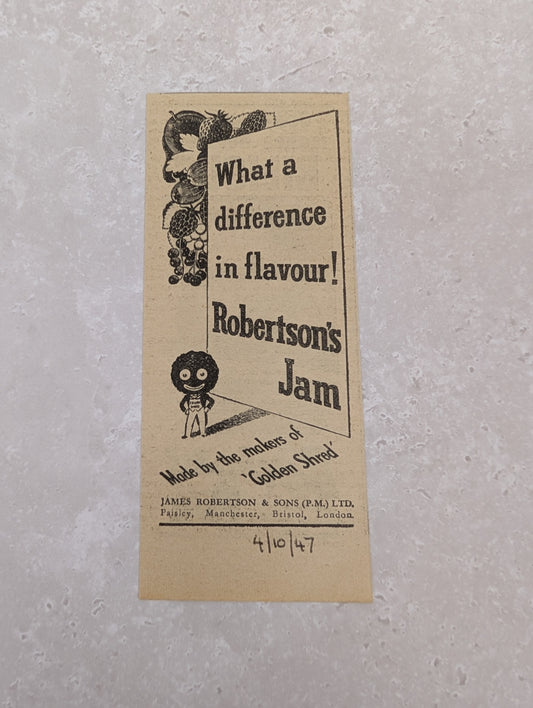 What a
difference
in flavour!
Robertson's
Jam
Made by the makers of
'Golden Shred'
JAMES ROBERTSON & SONS (P.M.) LTD.
Paisley, Manchester, Bristol, London.
4/10/47